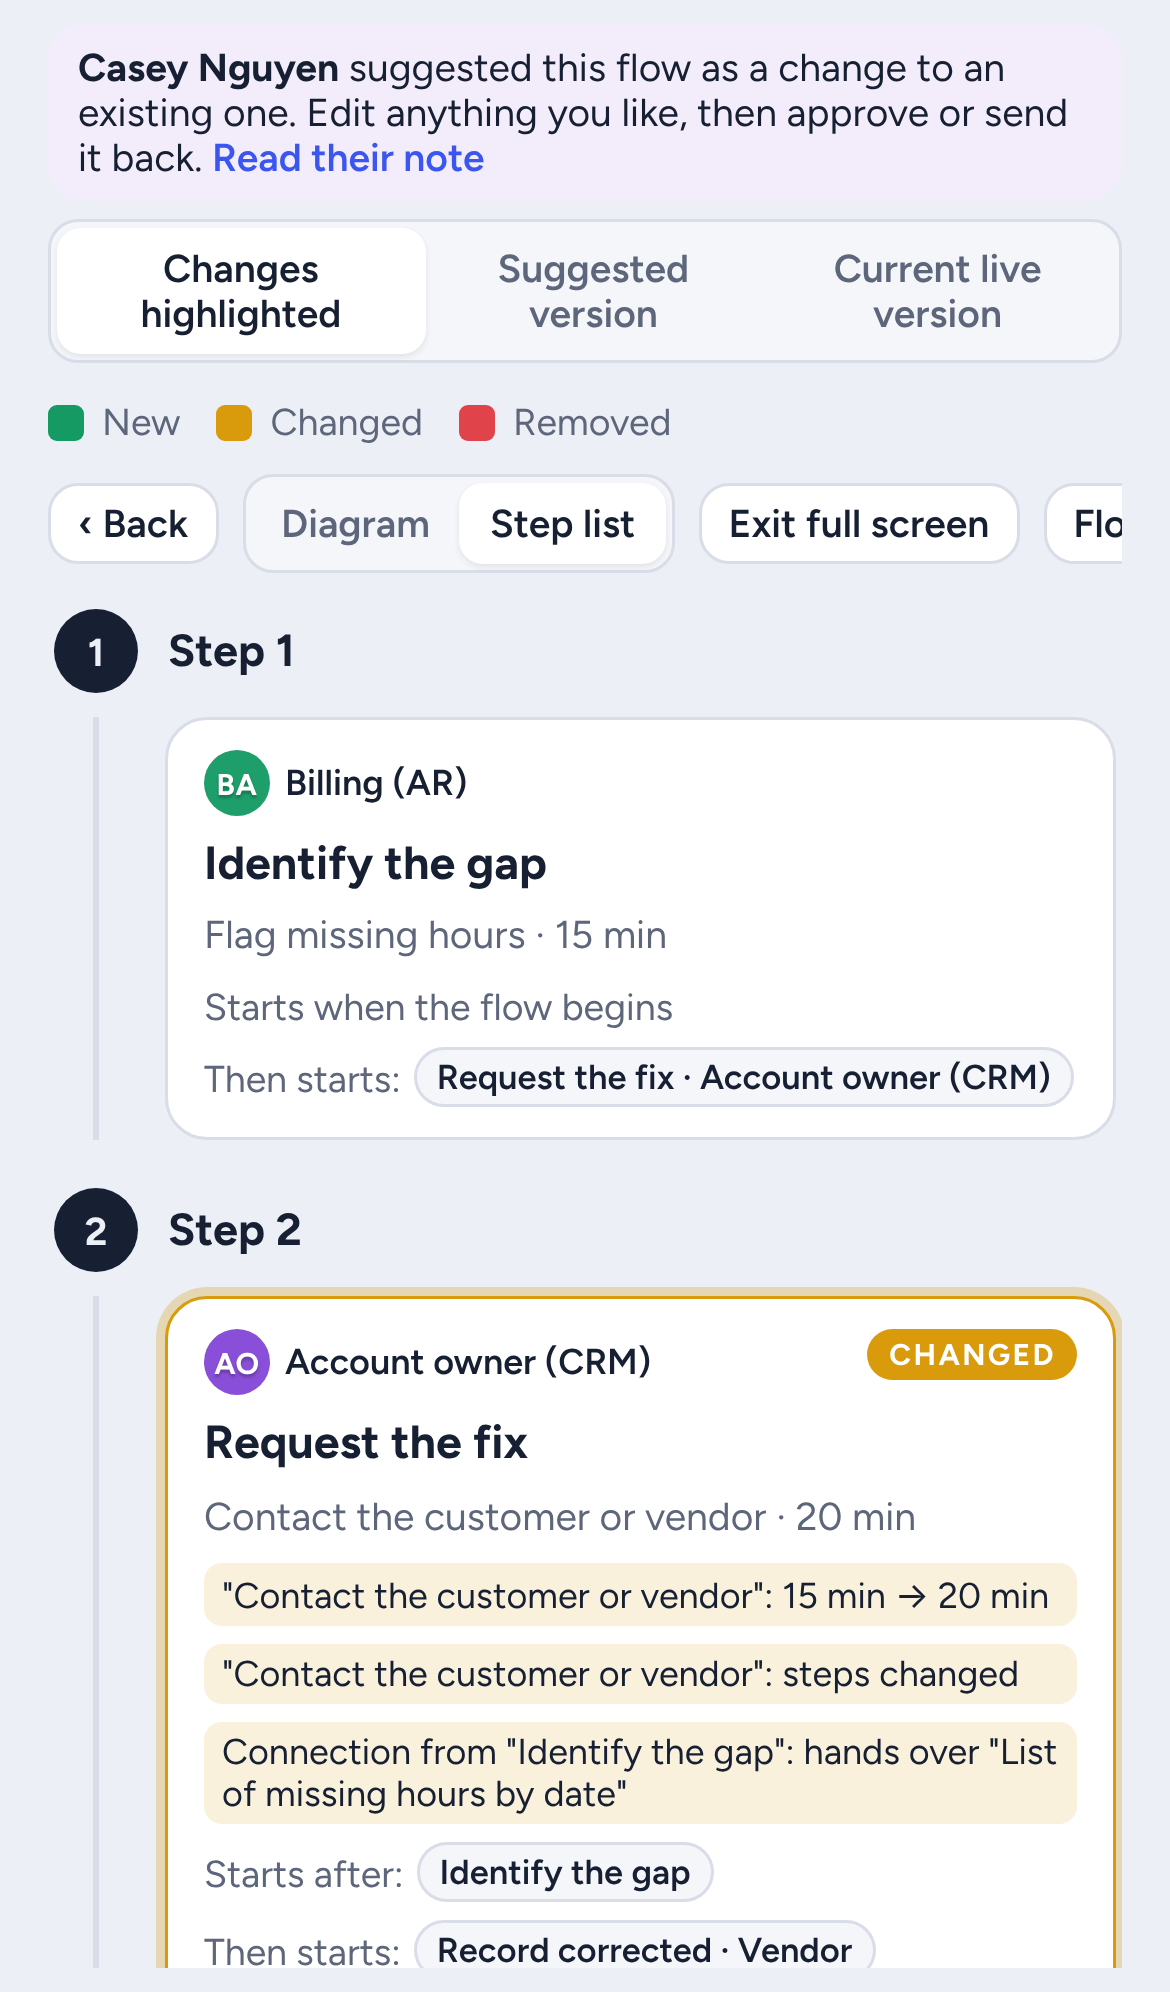 Casey Nguyen suggested this flow as a change to an
existing one. Edit anything you like, then approve or send
it back. Read their note
Changes
highlighted
Suggested
version
Current live
version
New
Changed
Removed
‹ Back
Diagram
Step list
Exit full screen
Flo
1
Step 1
BA
Billing (AR)
Identify the gap
Flag missing hours · 15 min
Starts when the flow begins
Then starts: Request the fix · Account owner (CRM)
2
Step 2
AO
Account owner (CRM)
CHANGED
Request the fix
Contact the customer or vendor · 20 min
"Contact the customer or vendor": 15 min → 20 min
"Contact the customer or vendor": steps changed
Connection from "Identify the gap": hands over "List
of missing hours by date"
Starts after: Identify the gap
Then starts: Record corrected · Vendor